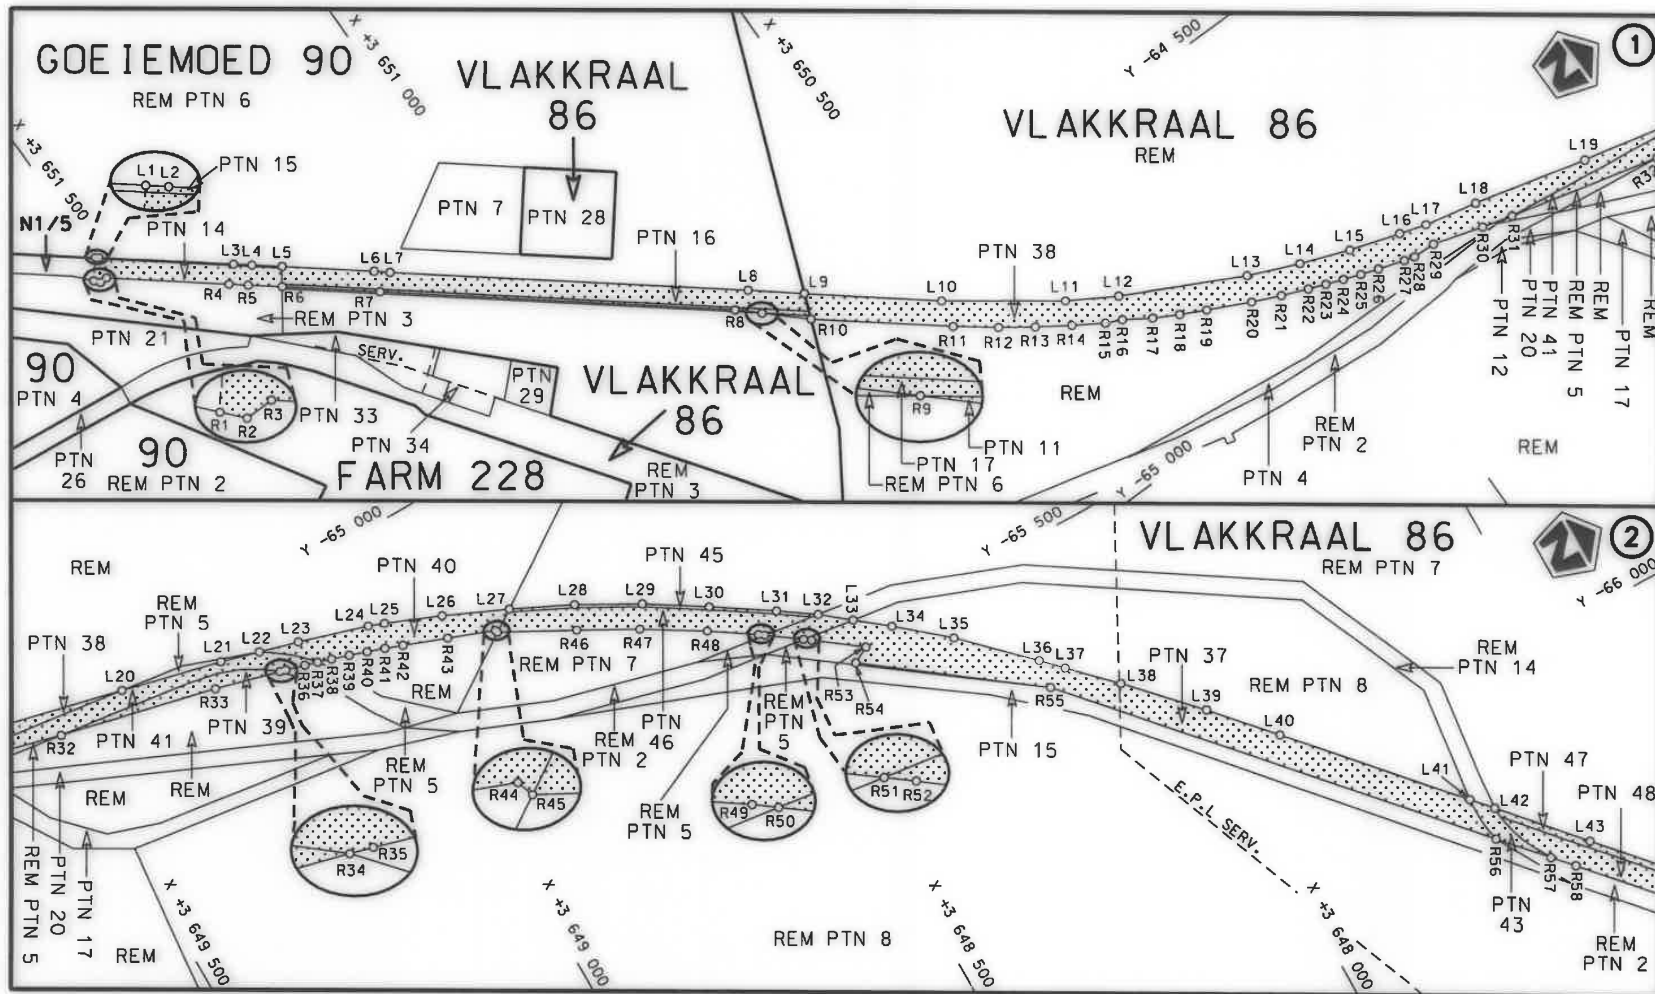 GOEIEMOED 90
REM PTN 6
X +3 651 000
VLAKKRAAL
86
X +3 650 500
Y -64 500
VLAKKRAAL 86
REM
1
X +3 651 500
L1 L2
PTN 15
PTN 7
PTN 28
N1/5
PTN 14
L3 L4 L5
L6 L7
PTN 16
L8
L9
L10
PTN 38
L11
L12
L13
L14
L15
L16
L17
L18
L19
R4
R5
R6
R7
R8
R10
R11
R12
R13
R14
R15
R16
R17
R18
R19
R20
R21
R22
R23
R24
R25
R26
R27
R28
R29
R30
R31
R32
PTN 12
PTN 20
PTN 41
REM PTN 5
REM
PTN 17
REM
PTN 21
REM PTN 3
SERV.
90
PTN 4
R1 R2 R3
PTN 33
PTN 34
PTN
29
VLAKKRAAL
86
R9
PTN 11
PTN 17
REM PTN 6
REM
REM
PTN 2
PTN 4
REM
Y -65 000
PTN
26
90
REM PTN 2
FARM 228
REM
PTN 3
REM
Y -65 000
Y -65 500
VLAKKRAAL 86
REM PTN 7
2
Y -66 000
PTN 38
REM
PTN 5
PTN 40
PTN 45
L20
L21
L22
L23
L24
L25
L26
L27
L28
L29
L30
L31
L32
L33
L34
L35
L36
L37
L38
L39
L40
L41
L42
L43
PTN 37
REM
PTN 14
REM PTN 8
PTN 47
PTN 48
R32
R33
R36
R37
R38
R39
R40
R41
R42
R43
R46
R47
R48
R53
R54
R55
R56
R57
R58
REM PTN 7
REM
PTN 41
PTN 39
REM
REM
REM
PTN 5
PTN 46
REM
PTN 2
REM
PTN 5
REM
PTN
5
PTN 15
REM
REM PTN 5
PTN 20
PTN 17
REM
R34 R35
R44 R45
R49 R50
R51 R52
E.P.L SERV.
PTN
43
REM
PTN 2
X +3 649 500
X +3 649 000
REM PTN 8
X +3 648 500
X +3 648 000